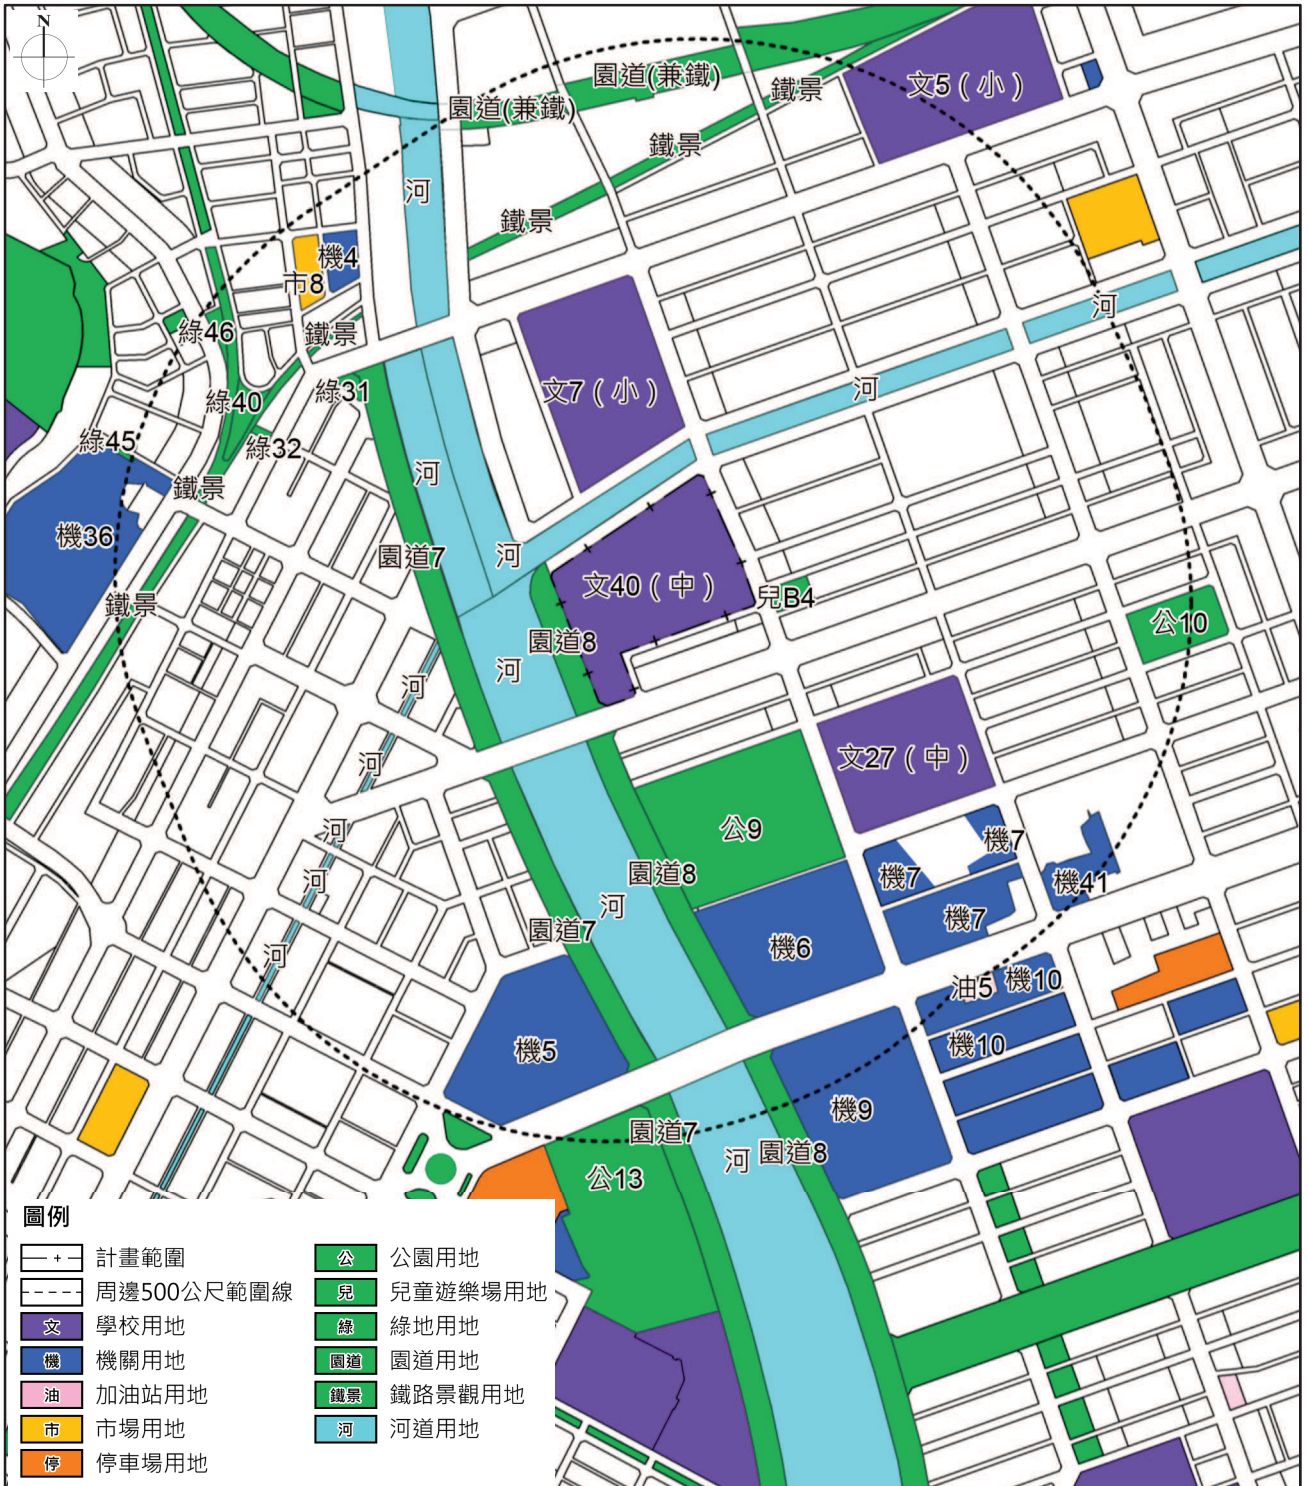 N
園道(兼鐵)
文5（小）
鐵景
園道(兼鐵)
鐵景
河
鐵景
機4
市8
河
綠46
鐵景
文7（小）
河
綠31
綠40
綠45
綠32
河
鐵景
機36
園道7
河
文40（中）
兒B4
鐵景
公10
園道8
河
河
河
文27（中）
公9
河
機7
園道8
機7
河
機41
河
機7
園道7
機6
河
油5
機10
機5
機10
機9
園道7
園道8
河
公13
圖例
計畫範圍
周邊500公尺範圍線
文 學校用地
機 機關用地
油 加油站用地
市 市場用地
停 停車場用地
公 公園用地
兒 兒童遊樂場用地
綠 綠地用地
園道 園道用地
鐵景 鐵路景觀用地
河 河道用地